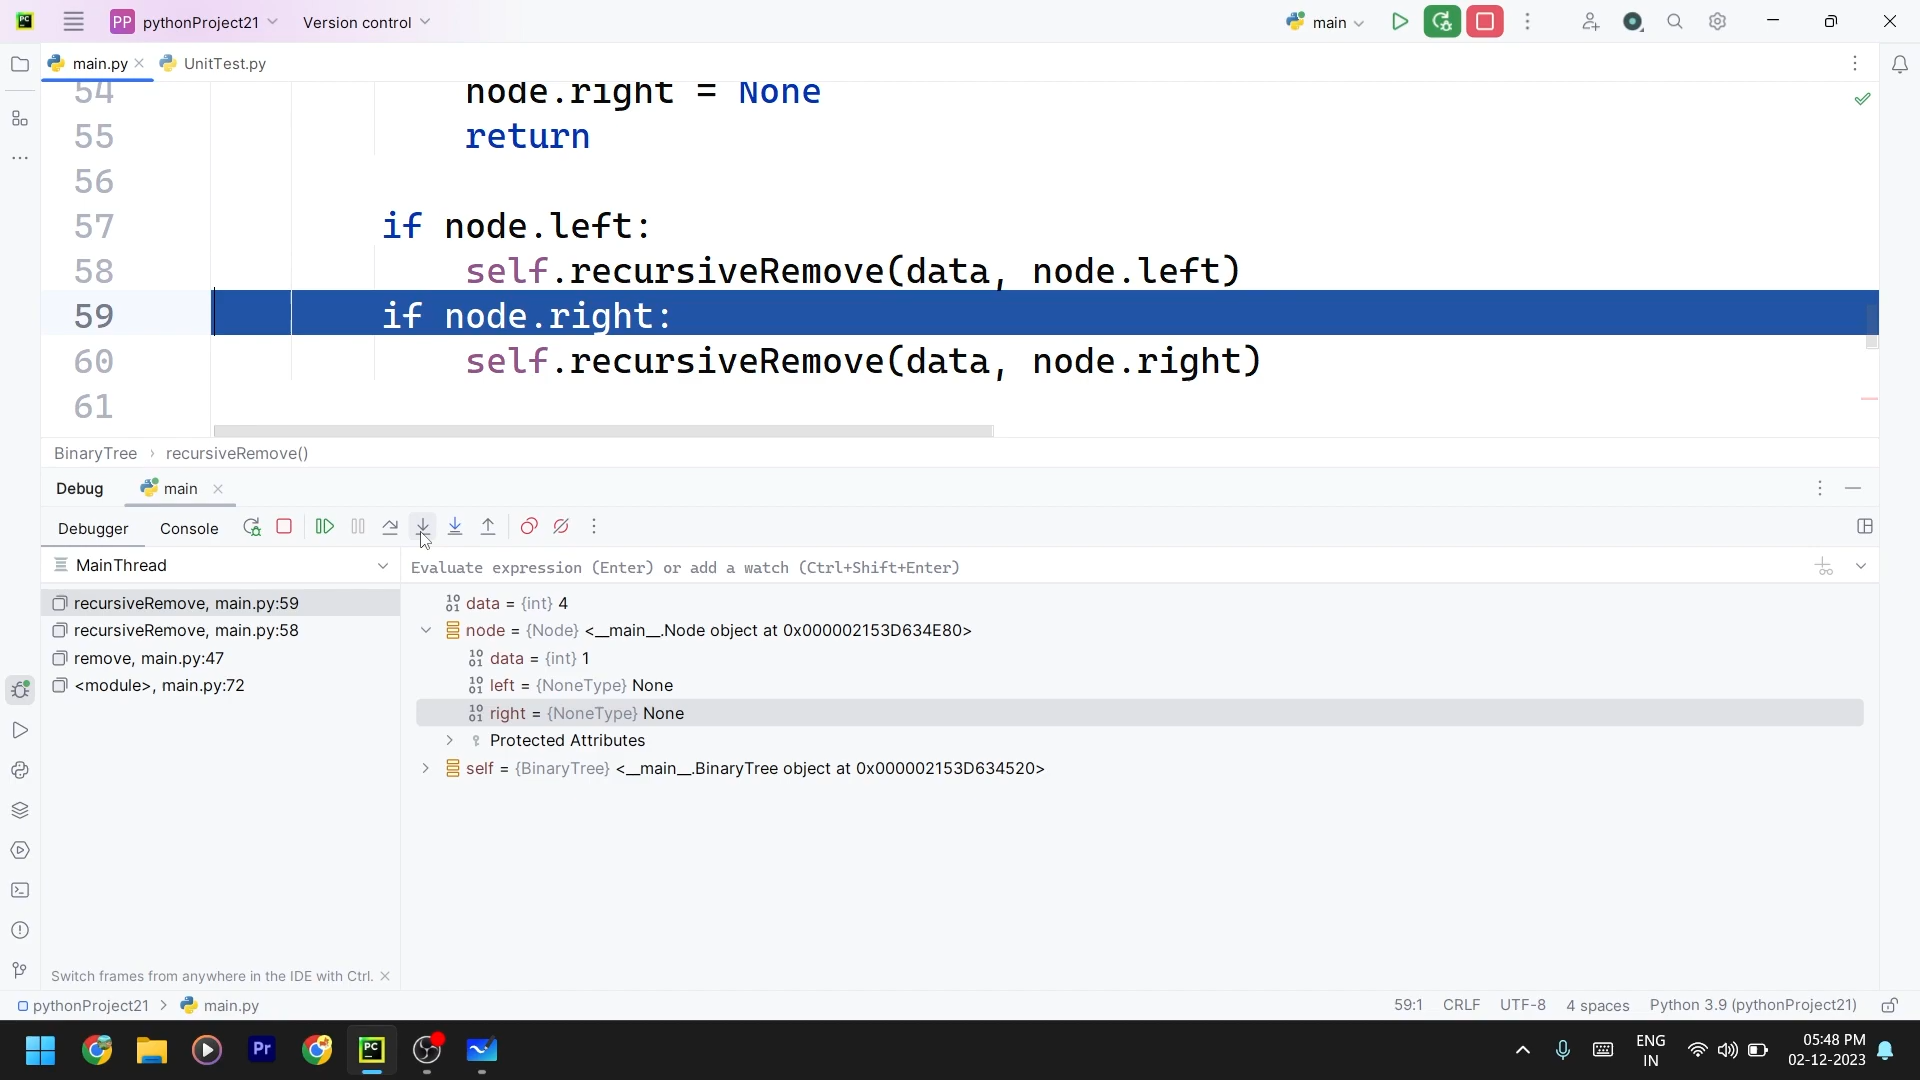 PP pythonProject21 Version control main
main.py UnitTest.py
54 node.right = None
55 return
56
57 if node.left:
58 self.recursiveRemove(data, node.left)
59 if node.right:
60 self.recursiveRemove(data, node.right)
61
BinaryTree › recursiveRemove()
Debug main
Debugger Console
MainThread
Evaluate expression (Enter) or add a watch (Ctrl+Shift+Enter)
recursiveRemove, main.py:59
recursiveRemove, main.py:58
remove, main.py:47
<module>, main.py:72
data = {int} 4
node = {Node} <__main__.Node object at 0x000002153D634E80>
data = {int} 1
left = {NoneType} None
right = {NoneType} None
Protected Attributes
self = {BinaryTree} <__main__.BinaryTree object at 0x000002153D634520>
Switch frames from anywhere in the IDE with Ctrl.
pythonProject21 > main.py 59:1 CRLF UTF-8 4 spaces Python 3.9 (pythonProject21)
ENG
IN
05:48 PM
02-12-2023